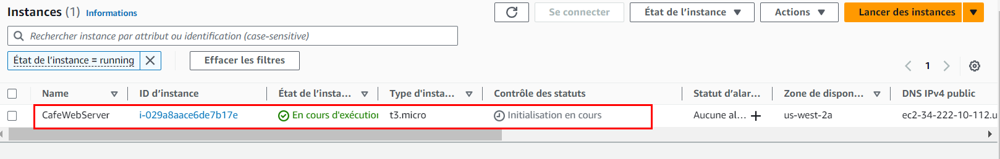 Instances (1) Informations
Se connecter
État de l'instance
Actions
Lancer des instances
Rechercher instance par attribut ou identification (case-sensitive)
État de l'instance = running
Effacer les filtres
1
Name ID d'instance État de l'insta... Type d'insta... Contrôle des statuts Statut d'alar... Zone de dispon... DNS IPv4 public
CafeWebServer i-029a8aace6de7b17e En cours d'exécution t3.micro Initialisation en cours Aucune al... us-west-2a ec2-34-222-10-112.u